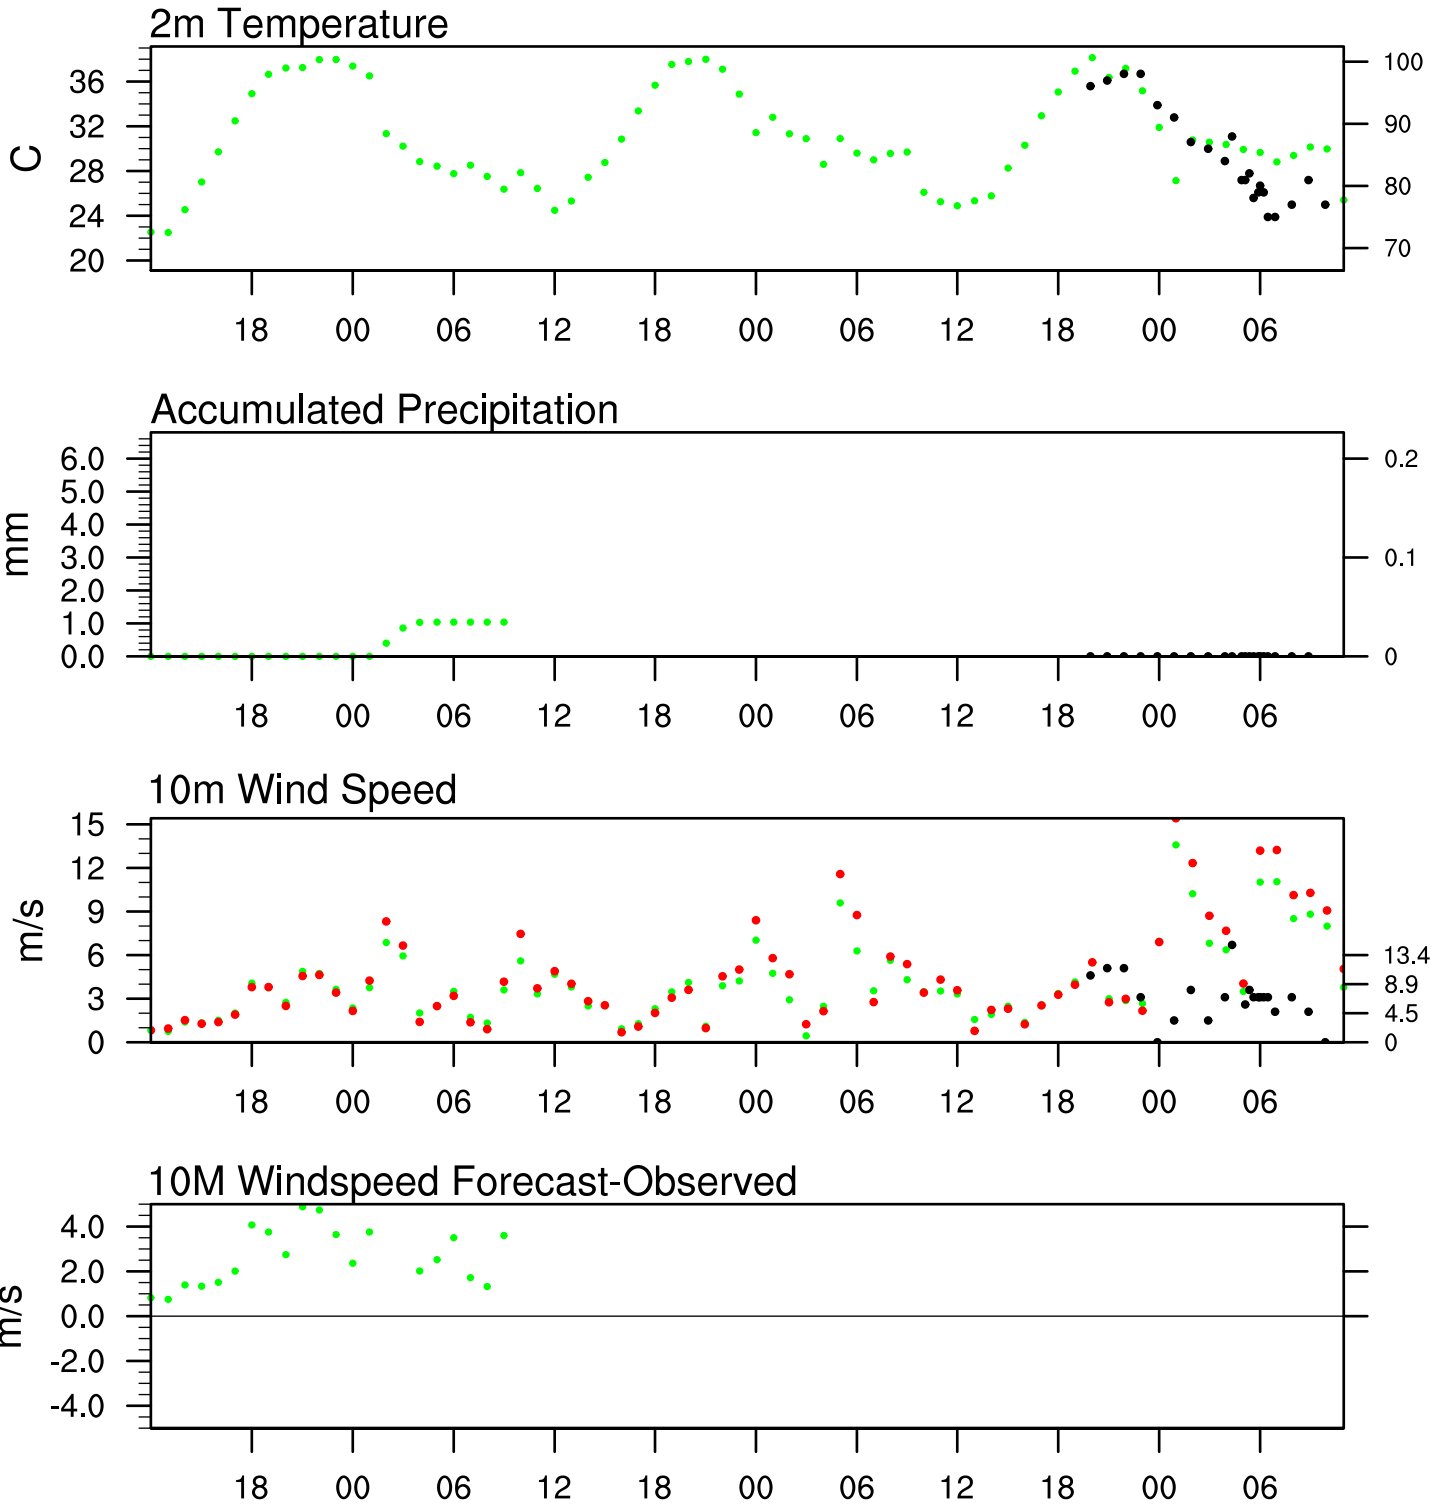 2m Temperature
36
32
28
24
20
C
100
90
80
70
18 00 06 12 18 00 06 12 18 00 06
Accumulated Precipitation
6.0
5.0
4.0
3.0
2.0
1.0
0.0
mm
0.2
0.1
0
18 00 06 12 18 00 06 12 18 00 06
10m Wind Speed
15
12
9
6
3
0
m/s
13.4
8.9
4.5
0
18 00 06 12 18 00 06 12 18 00 06
10M Windspeed Forecast-Observed
4.0
2.0
0.0
-2.0
-4.0
m/s
18 00 06 12 18 00 06 12 18 00 06